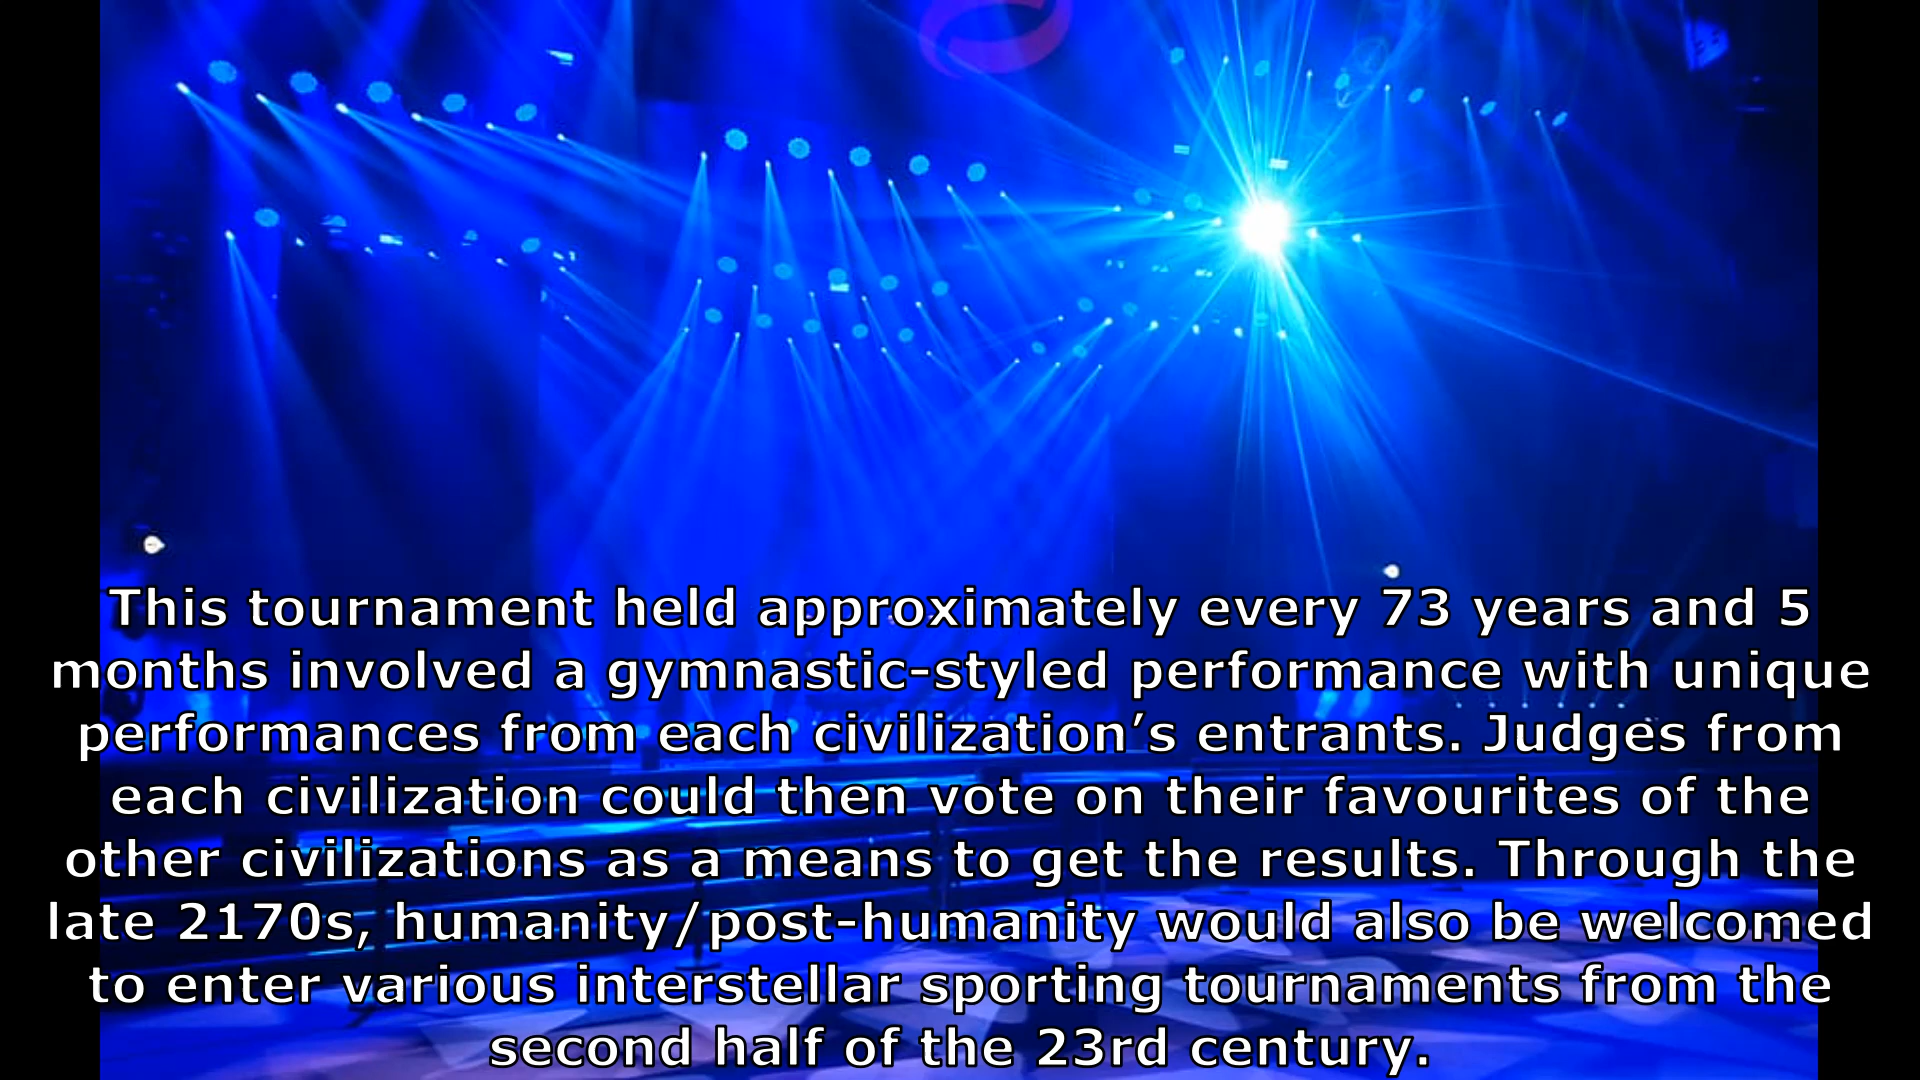 This tournament held approximately every 73 years and 5
months involved a gymnastic-styled performance with unique
performances from each civilization’s entrants. Judges from
each civilization could then vote on their favourites of the
other civilizations as a means to get the results. Through the
late 2170s, humanity/post-humanity would also be welcomed
to enter various interstellar sporting tournaments from the
second half of the 23rd century.